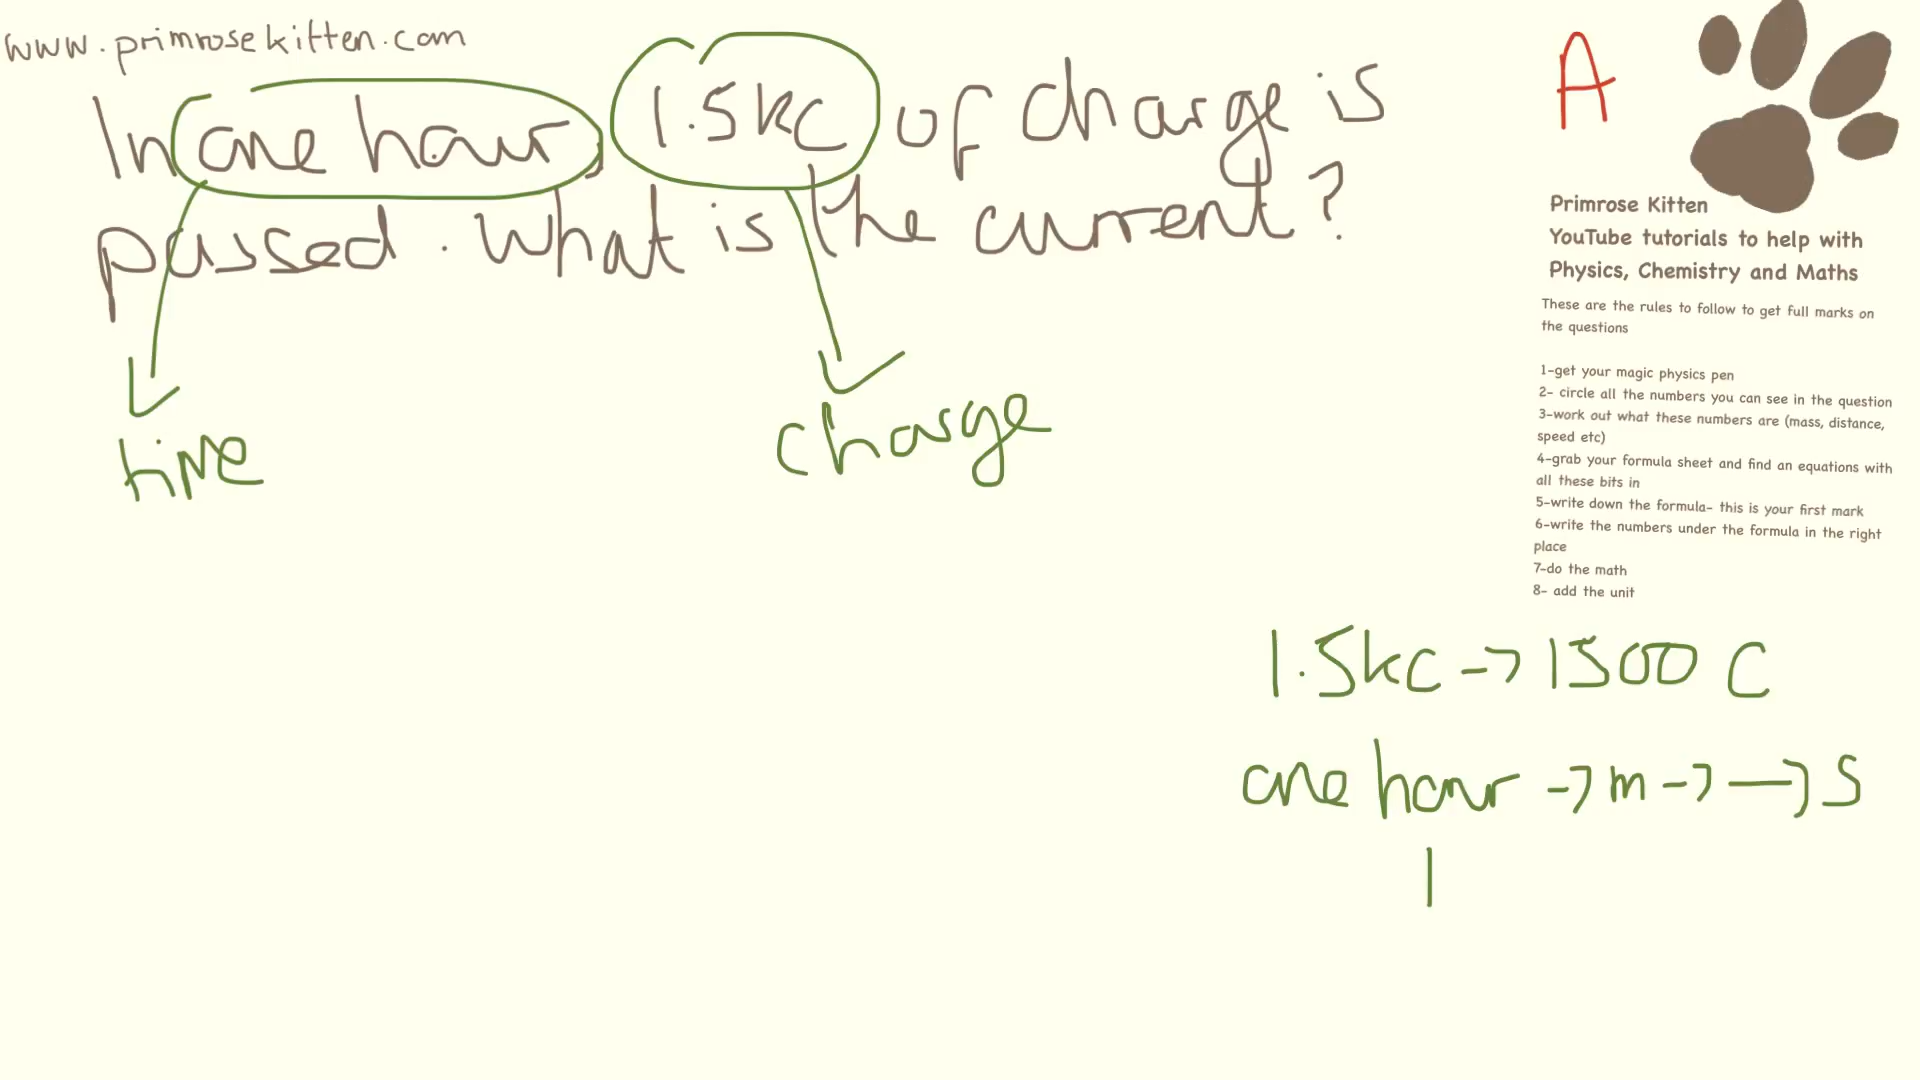 www.primrosekitten.com
In one hour, 1.5kC of charge is
passed. What is the current?
time
charge
A
Primrose Kitten
YouTube tutorials to help with
Physics, Chemistry and Maths
These are the rules to follow to get full marks on
the questions
1-get your magic physics pen
2- circle all the numbers you can see in the question
3-work out what these numbers are (mass, distance,
speed etc)
4-grab your formula sheet and find an equations with
all these bits in
5-write down the formula- this is your first mark
6-write the numbers under the formula in the right
place
7-do the math
8- add the unit
1.5kC -> 1500 C
one hour -> m -> —> S
1